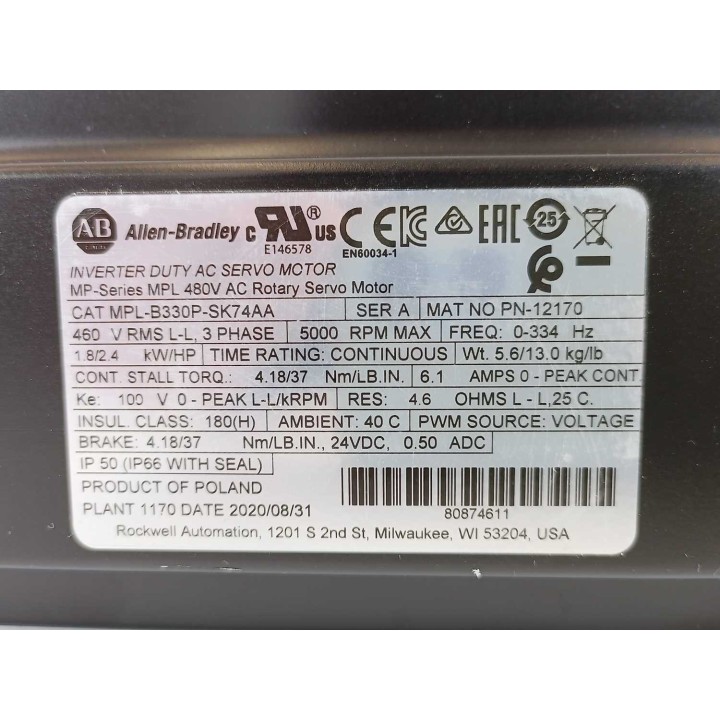 AB
Allen-Bradley
c UL® us
E146578
CE
EN60034-1
EAC
25
INVERTER DUTY AC SERVO MOTOR
MP-Series MPL 480V AC Rotary Servo Motor
CAT MPL-B330P-SK74AA SER A MAT NO PN-12170
460 V RMS L-L, 3 PHASE 5000 RPM MAX FREQ: 0-334 Hz
1.8/2.4 kW/HP TIME RATING: CONTINUOUS Wt. 5.6/13.0 kg/lb
CONT. STALL TORQ.: 4.18/37 Nm/LB.IN. 6.1 AMPS 0 - PEAK CONT
Ke: 100 V 0 - PEAK L-L/kRPM RES: 4.6 OHMS L - L,25 C.
INSUL. CLASS: 180(H) AMBIENT: 40 C PWM SOURCE: VOLTAGE
BRAKE: 4.18/37 Nm/LB.IN., 24VDC, 0.50 ADC
IP 50 (IP66 WITH SEAL)
PRODUCT OF POLAND
PLANT 1170 DATE 2020/08/31
80874611
Rockwell Automation, 1201 S 2nd St, Milwaukee, WI 53204, USA